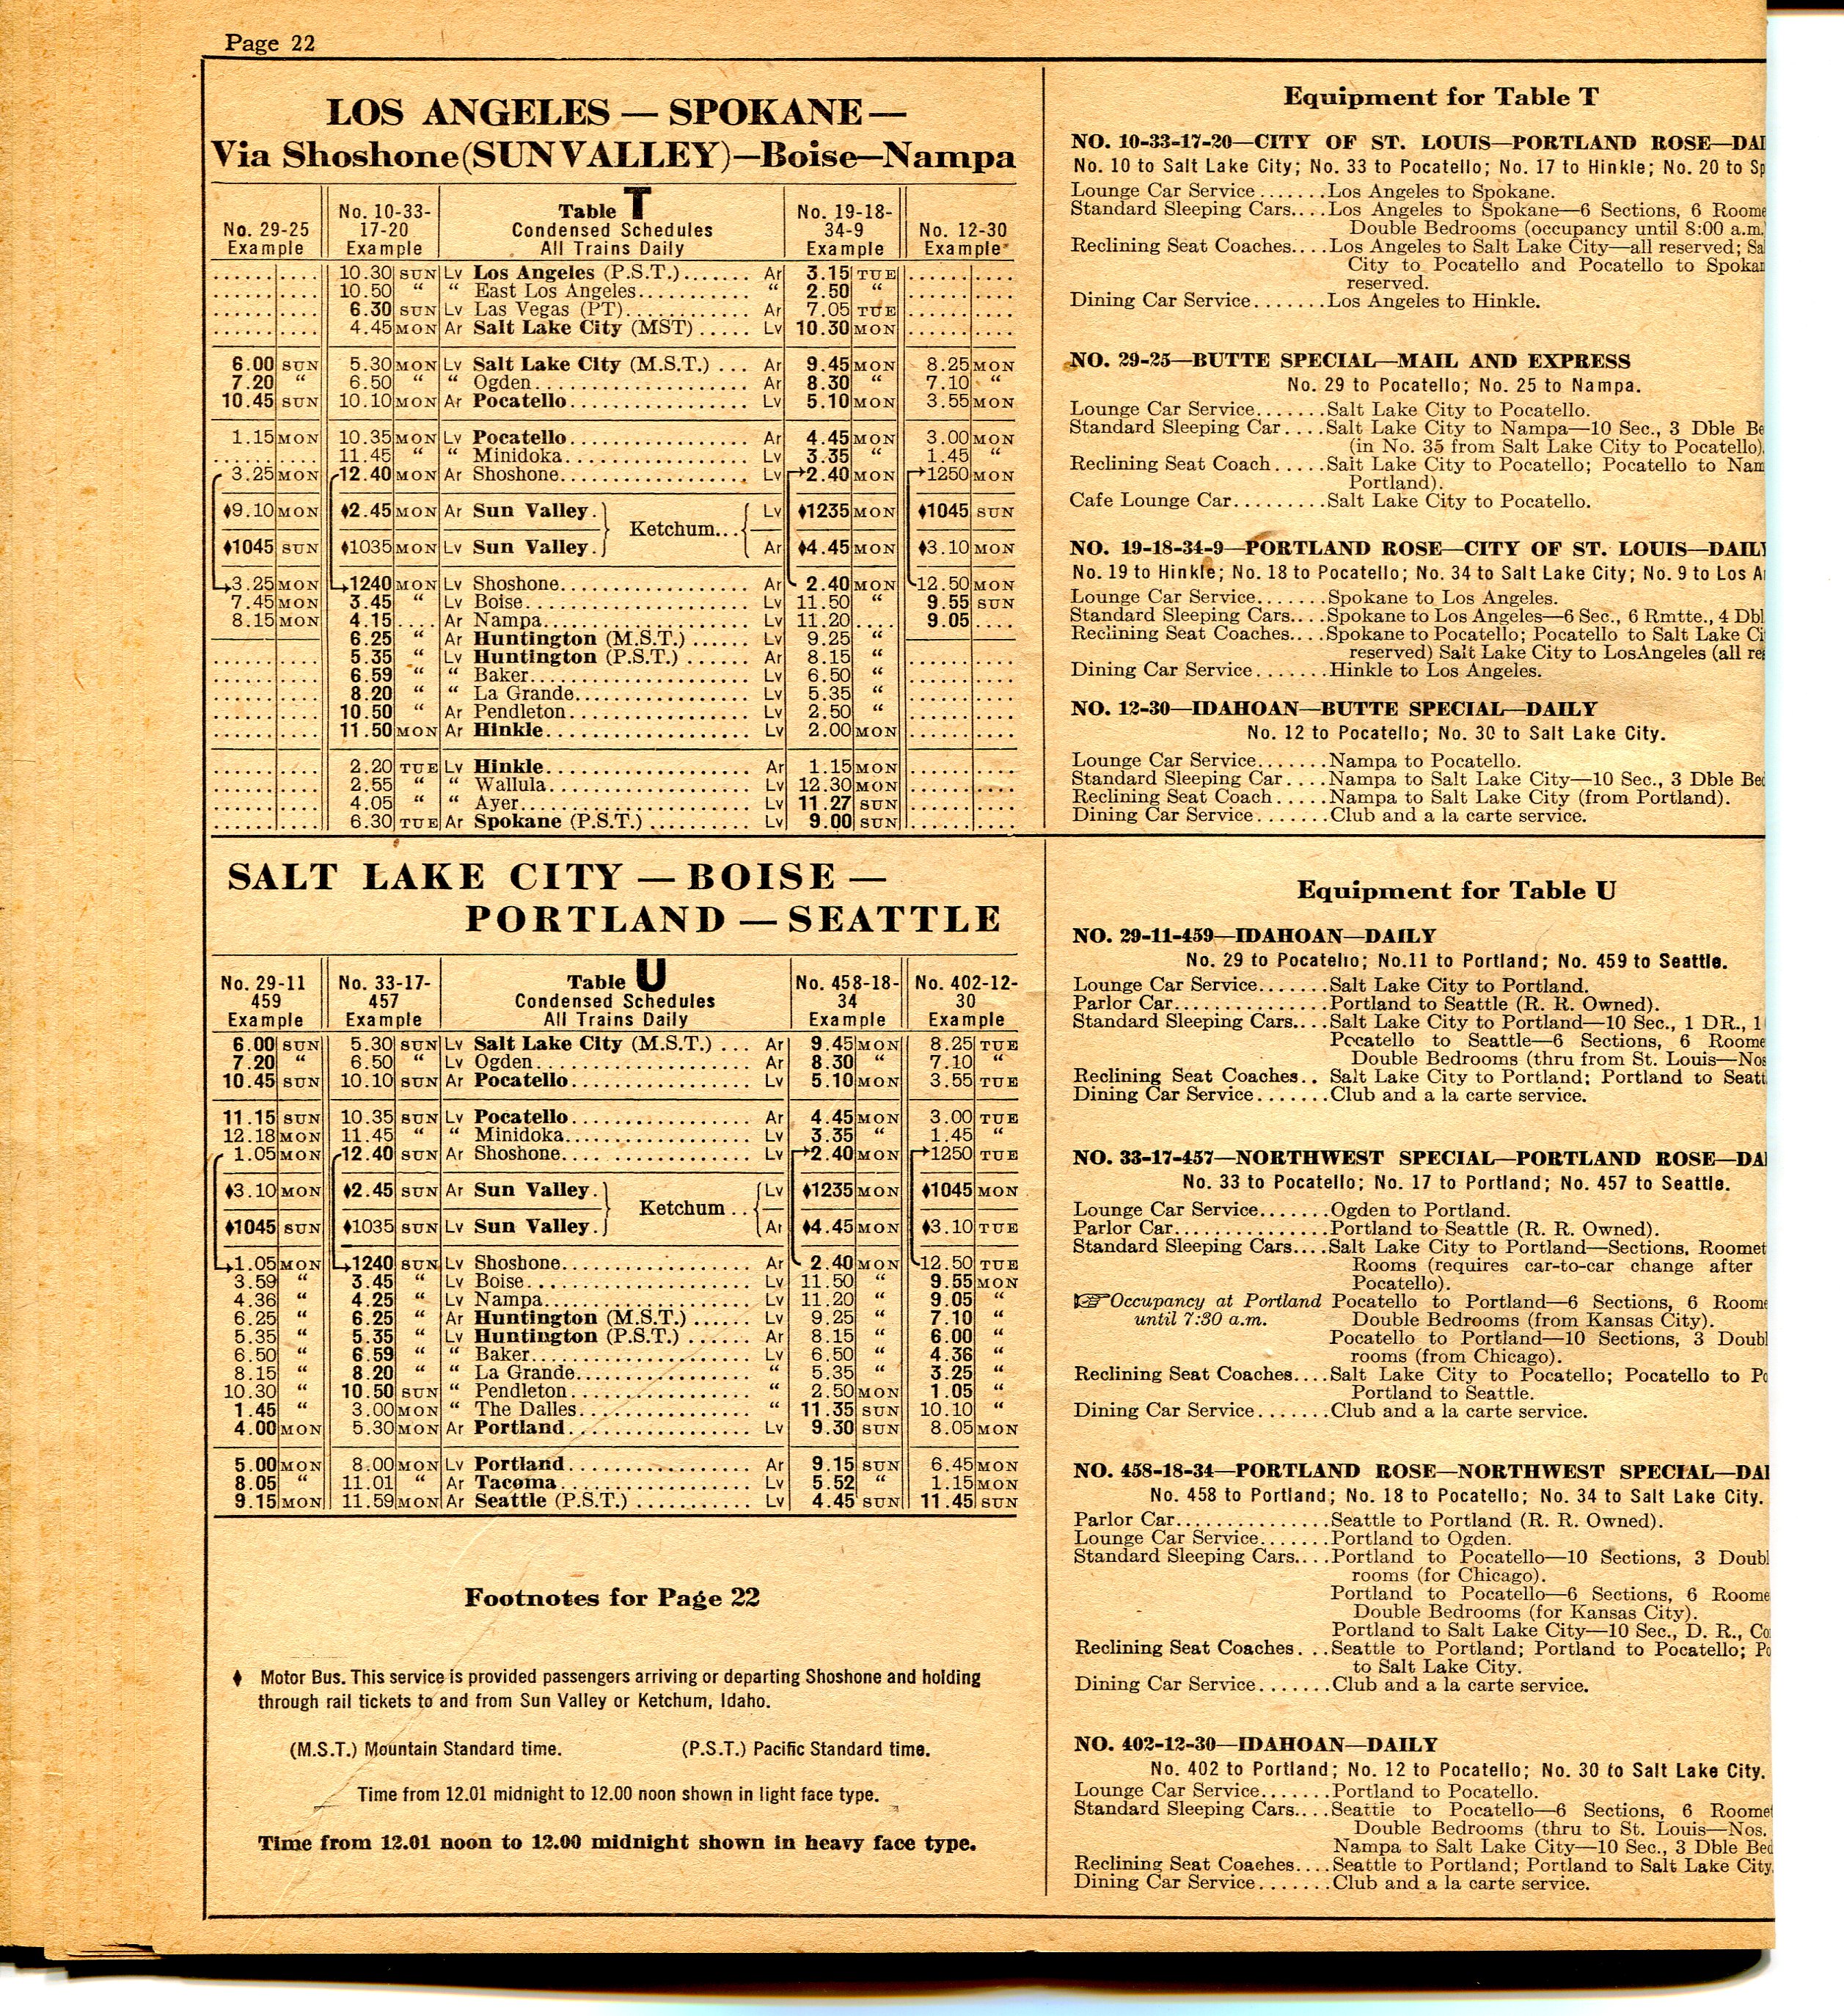 Page 22
LOS ANGELES — SPOKANE —
Via Shoshone (SUN VALLEY)—Boise—Nampa
No. 29-25 Example | No. 10-33-17-20 Example | Table T Condensed Schedules All Trains Daily | No. 19-18-34-9 Example | No. 12-30 Example
........ .... 10.30 SUN Lv Los Angeles (P.S.T.)....... Ar 3.15 TUE ........ ....
........ .... 10.50 “ “ East Los Angeles........... “ 2.50 “ ........ ....
........ .... 6.30 SUN Lv Las Vegas (PT)............ Ar 7.05 TUE ........ ....
........ .... 4.45 MON Ar Salt Lake City (MST) ..... Lv 10.30 MON ........ ....
6.00 SUN 5.30 MON Lv Salt Lake City (M.S.T.) ... Ar 9.45 MON 8.25 MON
7.20 “ 6.50 “ “ Ogden.................... Ar 8.30 “ 7.10 “
10.45 SUN 10.10 MON Ar Pocatello................. Lv 5.10 MON 3.55 MON
1.15 MON 10.35 MON Lv Pocatello................. Ar 4.45 MON 3.00 MON
........ 11.45 “ “ Minidoka................. Lv 3.35 “ 1.45 “
3.25 MON 12.40 MON Ar Shoshone.................. Lv 2.40 MON 1250 MON
♦9.10 MON ♦2.45 MON Ar Sun Valley. } Ketchum... { Lv ♦1235 MON ♦1045 SUN
♦1045 SUN ♦1035 MON Lv Sun Valley. } { Ar ♦4.45 MON ♦3.10 MON
3.25 MON 1240 MON Lv Shoshone.................. Ar 2.40 MON 12.50 MON
7.45 MON 3.45 “ Lv Boise..................... Lv 11.50 “ 9.55 SUN
8.15 MON 4.15 .... Ar Nampa.................... Lv 11.20 .... 9.05 ....
6.25 “ Ar Huntington (M.S.T.) ...... Lv 9.25 “
........ .... 5.35 “ Lv Huntington (P.S.T.) ...... Ar 8.15 “ ........ ....
........ .... 6.59 “ “ Baker..................... Lv 6.50 “ ........ ....
........ .... 8.20 “ “ La Grande................ Lv 5.35 “ ........ ....
........ .... 10.50 “ Ar Pendleton................. Lv 2.50 “ ........ ....
........ .... 11.50 MON Ar Hinkle................... Lv 2.00 MON ........ ....
........ .... 2.20 TUE Lv Hinkle................... Ar 1.15 MON ........ ....
........ .... 2.55 “ “ Wallula.................. Lv 12.30 MON ........ ....
........ .... 4.05 “ “ Ayer..................... Lv 11.27 SUN ........ ....
........ .... 6.30 TUE Ar Spokane (P.S.T.) ......... Lv 9.00 SUN ........ ....
Equipment for Table T
NO. 10-33-17-20—CITY OF ST. LOUIS—PORTLAND ROSE—DAI
No. 10 to Salt Lake City; No. 33 to Pocatello; No. 17 to Hinkle; No. 20 to Sp
Lounge Car Service.......Los Angeles to Spokane.
Standard Sleeping Cars....Los Angeles to Spokane—6 Sections, 6 Roome
Double Bedrooms (occupancy until 8:00 a.m.
Reclining Seat Coaches....Los Angeles to Salt Lake City—all reserved; Sal
City to Pocatello and Pocatello to Spokan
reserved.
Dining Car Service.......Los Angeles to Hinkle.
NO. 29-25—BUTTE SPECIAL—MAIL AND EXPRESS
No. 29 to Pocatello; No. 25 to Nampa.
Lounge Car Service.......Salt Lake City to Pocatello.
Standard Sleeping Car....Salt Lake City to Nampa—10 Sec., 3 Dble Be
(in No. 35 from Salt Lake City to Pocatello).
Reclining Seat Coach.....Salt Lake City to Pocatello; Pocatello to Nam
Portland).
Cafe Lounge Car.........Salt Lake City to Pocatello.
NO. 19-18-34-9—PORTLAND ROSE—CITY OF ST. LOUIS—DAILY
No. 19 to Hinkle; No. 18 to Pocatello; No. 34 to Salt Lake City; No. 9 to Los A
Lounge Car Service.......Spokane to Los Angeles.
Standard Sleeping Cars....Spokane to Los Angeles—6 Sec., 6 Rmtte., 4 Dbl
Reclining Seat Coaches....Spokane to Pocatello; Pocatello to Salt Lake Ci
reserved) Salt Lake City to LosAngeles (all res
Dining Car Service.......Hinkle to Los Angeles.
NO. 12-30—IDAHOAN—BUTTE SPECIAL—DAILY
No. 12 to Pocatello; No. 30 to Salt Lake City.
Lounge Car Service.......Nampa to Pocatello.
Standard Sleeping Car....Nampa to Salt Lake City—10 Sec., 3 Dble Bed
Reclining Seat Coach.....Nampa to Salt Lake City (from Portland).
Dining Car Service.......Club and a la carte service.
SALT LAKE CITY — BOISE —
PORTLAND — SEATTLE
No. 29-11 459 Example | No. 33-17-457 Example | Table U Condensed Schedules All Trains Daily | No. 458-18-34 Example | No. 402-12-30 Example
6.00 SUN 5.30 SUN Lv Salt Lake City (M.S.T.) ... Ar 9.45 MON 8.25 TUE
7.20 “ 6.50 “ “ Ogden.................... Ar 8.30 “ 7.10 “
10.45 SUN 10.10 SUN Ar Pocatello................. Lv 5.10 MON 3.55 TUE
11.15 SUN 10.35 SUN Lv Pocatello................. Ar 4.45 MON 3.00 TUE
12.18 MON 11.45 “ “ Minidoka................. Lv 3.35 “ 1.45 “
1.05 MON 12.40 SUN Ar Shoshone.................. Lv 2.40 MON 1250 TUE
♦3.10 MON ♦2.45 SUN Ar Sun Valley. } Ketchum .. { Lv ♦1235 MON ♦1045 MON
♦1045 SUN ♦1035 SUN Lv Sun Valley. } { Ar ♦4.45 MON ♦3.10 TUE
1.05 MON 1240 SUN Lv Shoshone.................. Ar 2.40 MON 12.50 TUE
3.59 “ 3.45 “ Lv Boise..................... Lv 11.50 “ 9.55 MON
4.36 “ 4.25 “ Lv Nampa.................... Lv 11.20 “ 9.05 “
6.25 “ 6.25 “ Ar Huntington (M.S.T.) ...... Lv 9.25 “ 7.10 “
5.35 “ 5.35 “ Lv Huntington (P.S.T.) ...... Ar 8.15 “ 6.00 “
6.50 “ 6.59 “ “ Baker..................... Lv 6.50 “ 4.36 “
8.15 “ 8.20 “ “ La Grande................ “ 5.35 “ 3.25 “
10.30 “ 10.50 SUN “ Pendleton................. “ 2.50 MON 1.05 “
1.45 “ 3.00 MON “ The Dalles................ “ 11.35 SUN 10.10 “
4.00 MON 5.30 MON Ar Portland.................. Lv 9.30 SUN 8.05 MON
5.00 MON 8.00 MON Lv Portland.................. Ar 9.15 SUN 6.45 MON
8.05 “ 11.01 “ Ar Tacoma................... Lv 5.52 “ 1.15 MON
9.15 MON 11.59 MON Ar Seattle (P.S.T.) .......... Lv 4.45 SUN 11.45 SUN
Footnotes for Page 22
♦ Motor Bus. This service is provided passengers arriving or departing Shoshone and holding
through rail tickets to and from Sun Valley or Ketchum, Idaho.
(M.S.T.) Mountain Standard time. (P.S.T.) Pacific Standard time.
Time from 12.01 midnight to 12.00 noon shown in light face type.
Time from 12.01 noon to 12.00 midnight shown in heavy face type.
Equipment for Table U
NO. 29-11-459—IDAHOAN—DAILY
No. 29 to Pocatello; No.11 to Portland; No. 459 to Seattle.
Lounge Car Service.......Salt Lake City to Portland.
Parlor Car...............Portland to Seattle (R. R. Owned).
Standard Sleeping Cars....Salt Lake City to Portland—10 Sec., 1 DR., 1
Pocatello to Seattle—6 Sections, 6 Roome
Double Bedrooms (thru from St. Louis—Nos
Reclining Seat Coaches.. Salt Lake City to Portland; Portland to Seatt
Dining Car Service.......Club and a la carte service.
NO. 33-17-457—NORTHWEST SPECIAL—PORTLAND ROSE—DAI
No. 33 to Pocatello; No. 17 to Portland; No. 457 to Seattle.
Lounge Car Service.......Ogden to Portland.
Parlor Car...............Portland to Seattle (R. R. Owned).
Standard Sleeping Cars....Salt Lake City to Portland—Sections, Roomet
Rooms (requires car-to-car change after
Pocatello).
☞Occupancy at Portland Pocatello to Portland—6 Sections, 6 Roome
until 7:30 a.m. Double Bedrooms (from Kansas City).
Pocatello to Portland—10 Sections, 3 Doubl
rooms (from Chicago).
Reclining Seat Coaches....Salt Lake City to Pocatello; Pocatello to Po
Portland to Seattle.
Dining Car Service.......Club and a la carte service.
NO. 458-18-34—PORTLAND ROSE—NORTHWEST SPECIAL—DAI
No. 458 to Portland; No. 18 to Pocatello; No. 34 to Salt Lake City.
Parlor Car...............Seattle to Portland (R. R. Owned).
Lounge Car Service.......Portland to Ogden.
Standard Sleeping Cars....Portland to Pocatello—10 Sections, 3 Doubl
rooms (for Chicago).
Portland to Pocatello—6 Sections, 6 Roome
Double Bedrooms (for Kansas City).
Portland to Salt Lake City—10 Sec., D. R., Co
Reclining Seat Coaches...Seattle to Portland; Portland to Pocatello; Po
to Salt Lake City.
Dining Car Service.......Club and a la carte service.
NO. 402-12-30—IDAHOAN—DAILY
No. 402 to Portland; No. 12 to Pocatello; No. 30 to Salt Lake City.
Lounge Car Service.......Portland to Pocatello.
Standard Sleeping Cars....Seattle to Pocatello—6 Sections, 6 Roomet
Double Bedrooms (thru to St. Louis—Nos.
Nampa to Salt Lake City—10 Sec., 3 Dble Bed
Reclining Seat Coaches....Seattle to Portland; Portland to Salt Lake City
Dining Car Service.......Club and a la carte service.